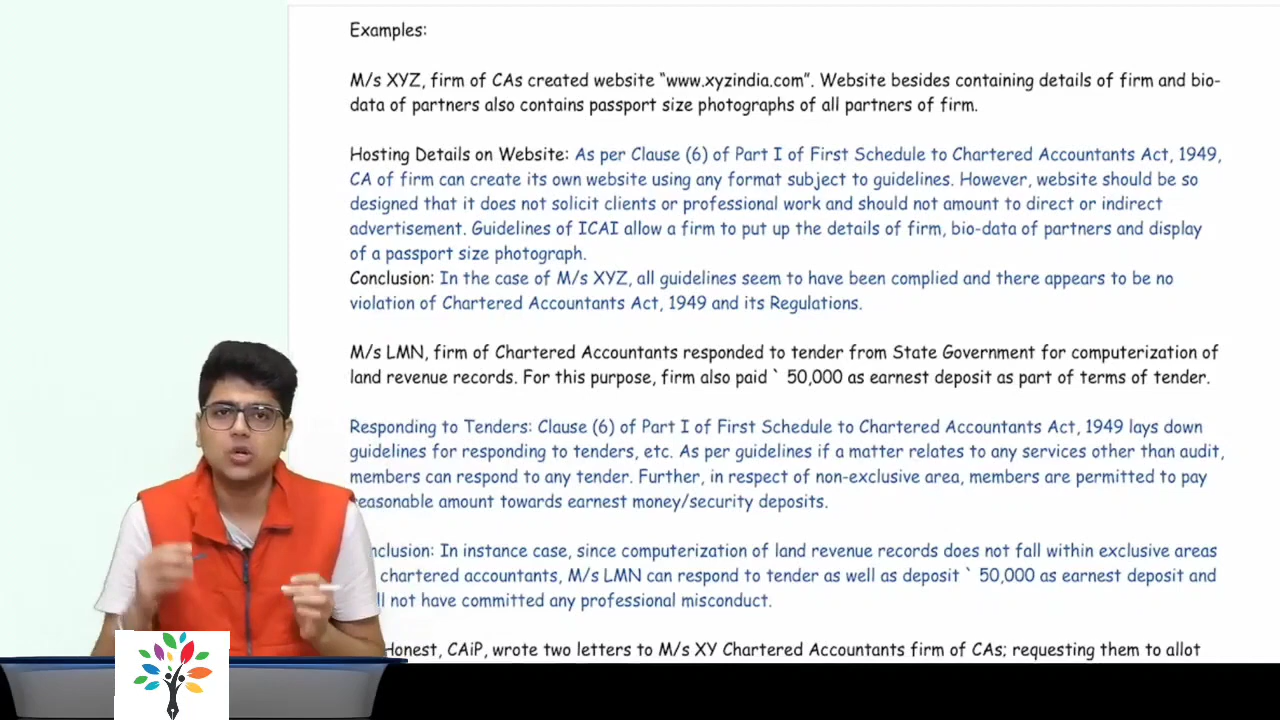 Examples:
M/s XYZ, firm of CAs created website “www.xyzindia.com”. Website besides containing details of firm and bio-
data of partners also contains passport size photographs of all partners of firm.
Hosting Details on Website: As per Clause (6) of Part I of First Schedule to Chartered Accountants Act, 1949,
CA of firm can create its own website using any format subject to guidelines. However, website should be so
designed that it does not solicit clients or professional work and should not amount to direct or indirect
advertisement. Guidelines of ICAI allow a firm to put up the details of firm, bio-data of partners and display
of a passport size photograph.
Conclusion: In the case of M/s XYZ, all guidelines seem to have been complied and there appears to be no
violation of Chartered Accountants Act, 1949 and its Regulations.
M/s LMN, firm of Chartered Accountants responded to tender from State Government for computerization of
land revenue records. For this purpose, firm also paid ` 50,000 as earnest deposit as part of terms of tender.
Responding to Tenders: Clause (6) of Part I of First Schedule to Chartered Accountants Act, 1949 lays down
guidelines for responding to tenders, etc. As per guidelines if a matter relates to any services other than audit,
members can respond to any tender. Further, in respect of non-exclusive area, members are permitted to pay
easonable amount towards earnest money/security deposits.
nclusion: In instance case, since computerization of land revenue records does not fall within exclusive areas
chartered accountants, M/s LMN can respond to tender as well as deposit ` 50,000 as earnest deposit and
ll not have committed any professional misconduct.
Honest, CAiP, wrote two letters to M/s XY Chartered Accountants firm of CAs; requesting them to allot